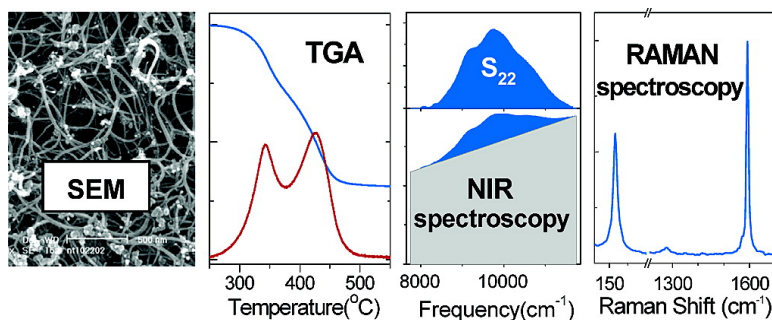 SEM
500 nm
TGA
300
400
500
Temperature(°C)
S22
NIR
spectroscopy
8000
10000
Frequency(cm-1)
RAMAN
spectroscopy
150
1300
1600
Raman Shift (cm-1)